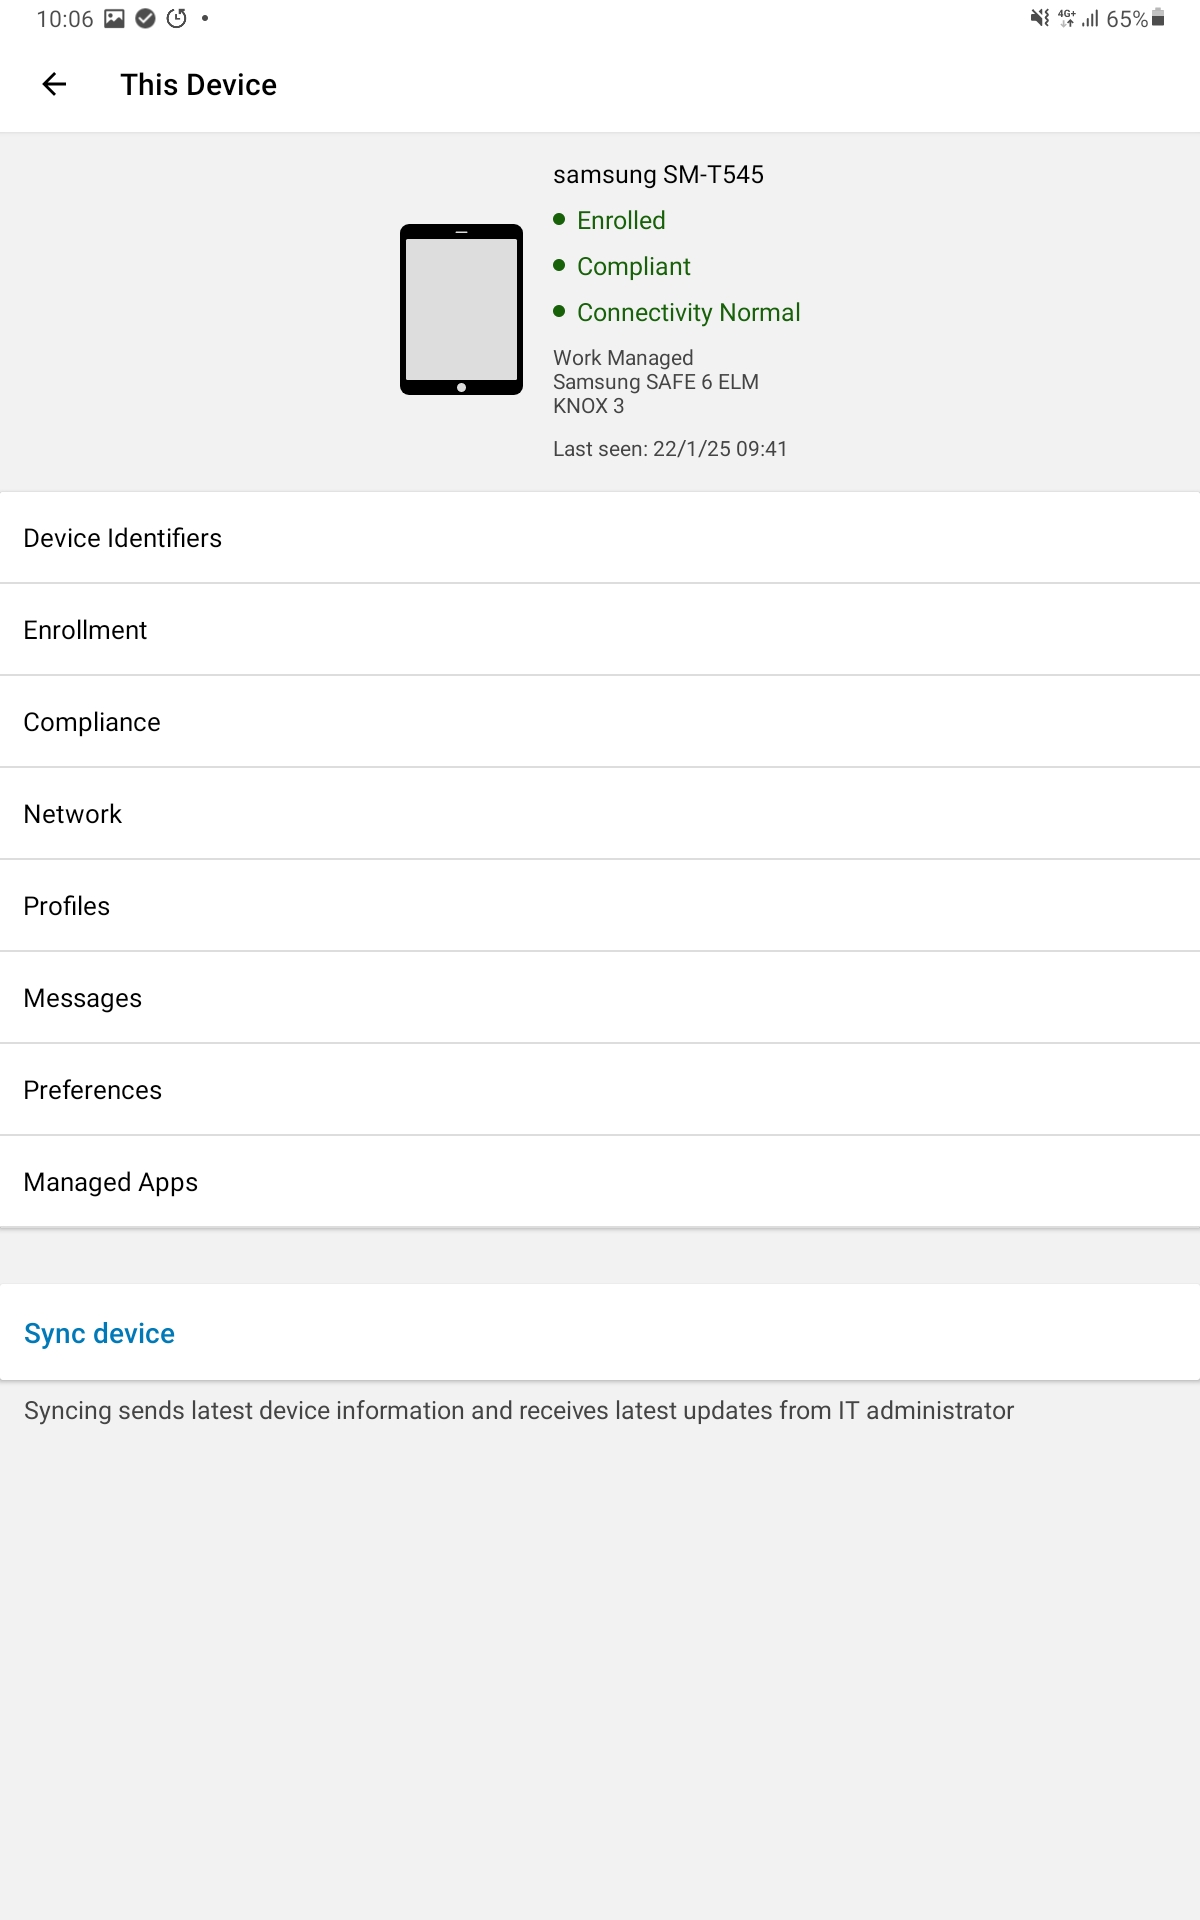 10:06 4G+ 65%
This Device
samsung SM-T545
Enrolled
Compliant
Connectivity Normal
Work Managed
Samsung SAFE 6 ELM
KNOX 3
Last seen: 22/1/25 09:41
Device Identifiers
Enrollment
Compliance
Network
Profiles
Messages
Preferences
Managed Apps
Sync device
Syncing sends latest device information and receives latest updates from IT administrator